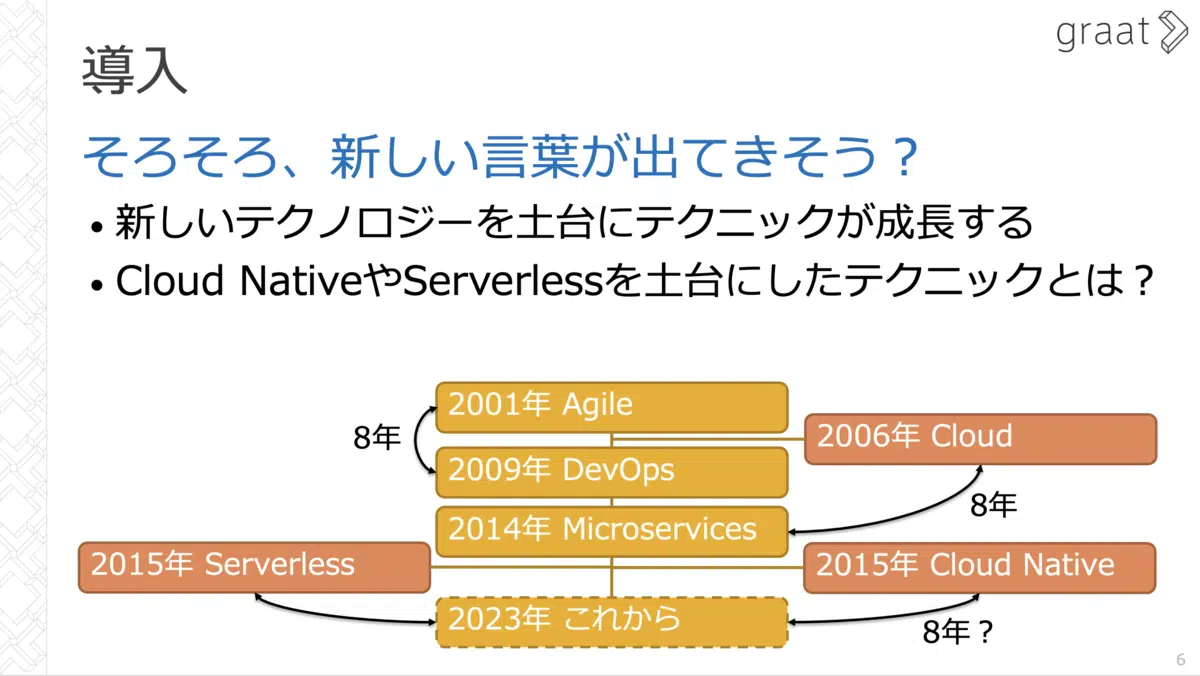 graat
導入
そろそろ、新しい言葉が出てきそう？
• 新しいテクノロジーを土台にテクニックが成長する
• Cloud NativeやServerlessを土台にしたテクニックとは？
2001年 Agile
8年
2006年 Cloud
2009年 DevOps
8年
2014年 Microservices
2015年 Serverless
2015年 Cloud Native
2023年 これから
8年？
6